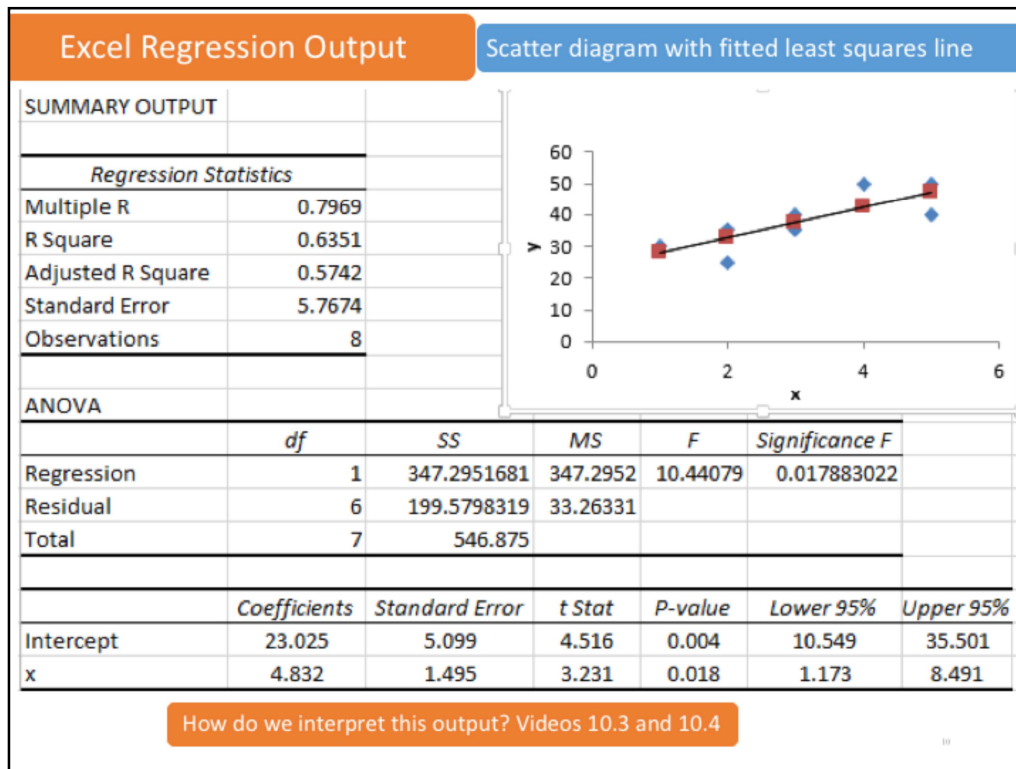 Excel Regression Output
Scatter diagram with fitted least squares line
SUMMARY OUTPUT
Regression Statistics
Multiple R 0.7969
R Square 0.6351
Adjusted R Square 0.5742
Standard Error 5.7674
Observations 8
60
50
40
30
20
10
0
y
0 2 4 6
x
ANOVA
df SS MS F Significance F
Regression 1 347.2951681 347.2952 10.44079 0.017883022
Residual 6 199.5798319 33.26331
Total 7 546.875
Coefficients Standard Error t Stat P-value Lower 95% Upper 95%
Intercept 23.025 5.099 4.516 0.004 10.549 35.501
x 4.832 1.495 3.231 0.018 1.173 8.491
How do we interpret this output? Videos 10.3 and 10.4
10